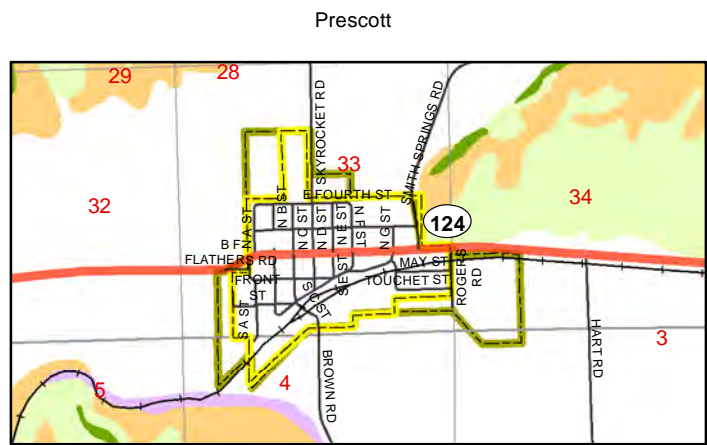 Prescott
29
28
SKYROCKET RD
SMITH SPRINGS RD
33
32
34
E FOURTH ST
N A ST
N B ST
N C ST
N D ST
N E ST
N F ST
N G ST
124
B F
FLATHERS RD
MAY ST
FRONT
ST
TOUCHET ST
ROGERS
RD
S A ST
S C ST
S E ST
BROWN RD
HART RD
3
4
5